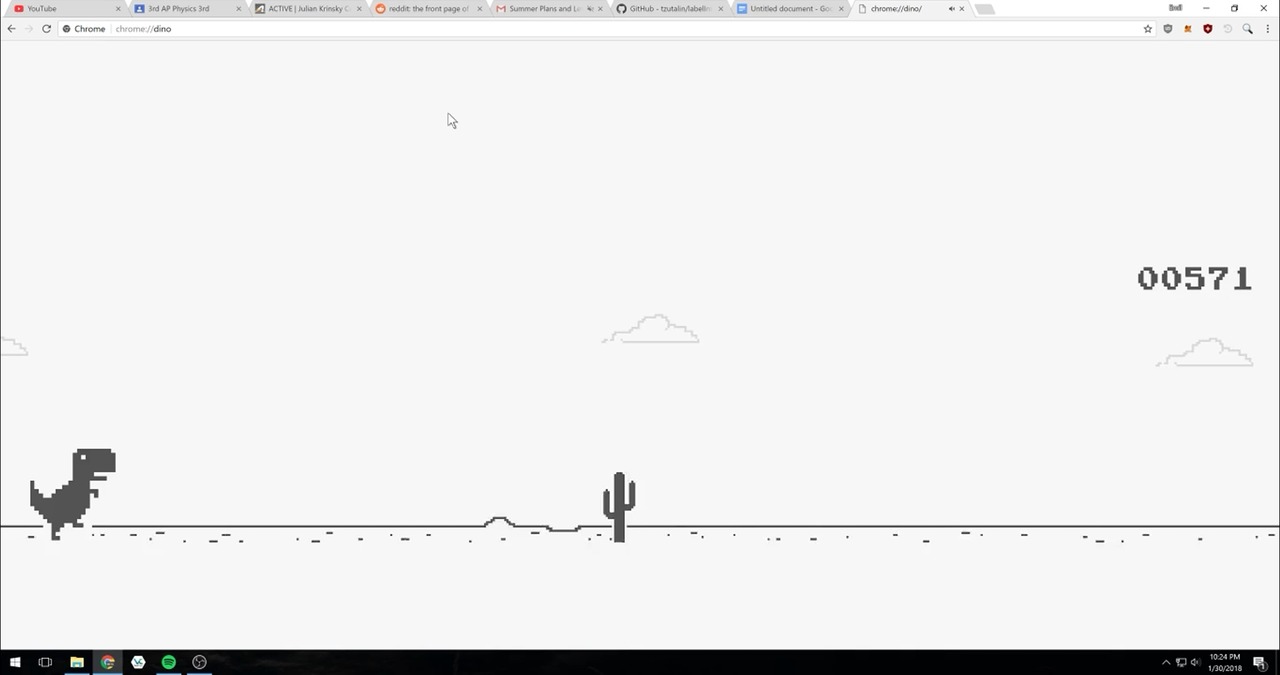 YouTube
3rd AP Physics 3rd
ACTIVE | Julian Krinsky C
reddit: the front page of
Summer Plans and Le
GitHub - tzutalin/labelIm
Untitled document - Goo
chrome://dino/
Chrome
chrome://dino
00571
10:24 PM
1/30/2018